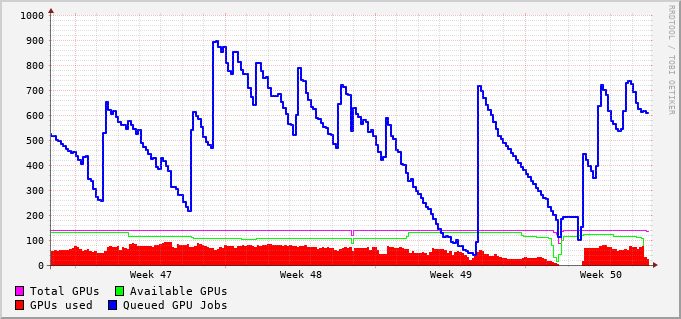 1000
900
800
700
600
500
400
300
200
100
0
Week 47 Week 48 Week 49 Week 50
Total GPUs Available GPUs
GPUs used Queued GPU Jobs
RRDTOOL / TOBI OETIKER